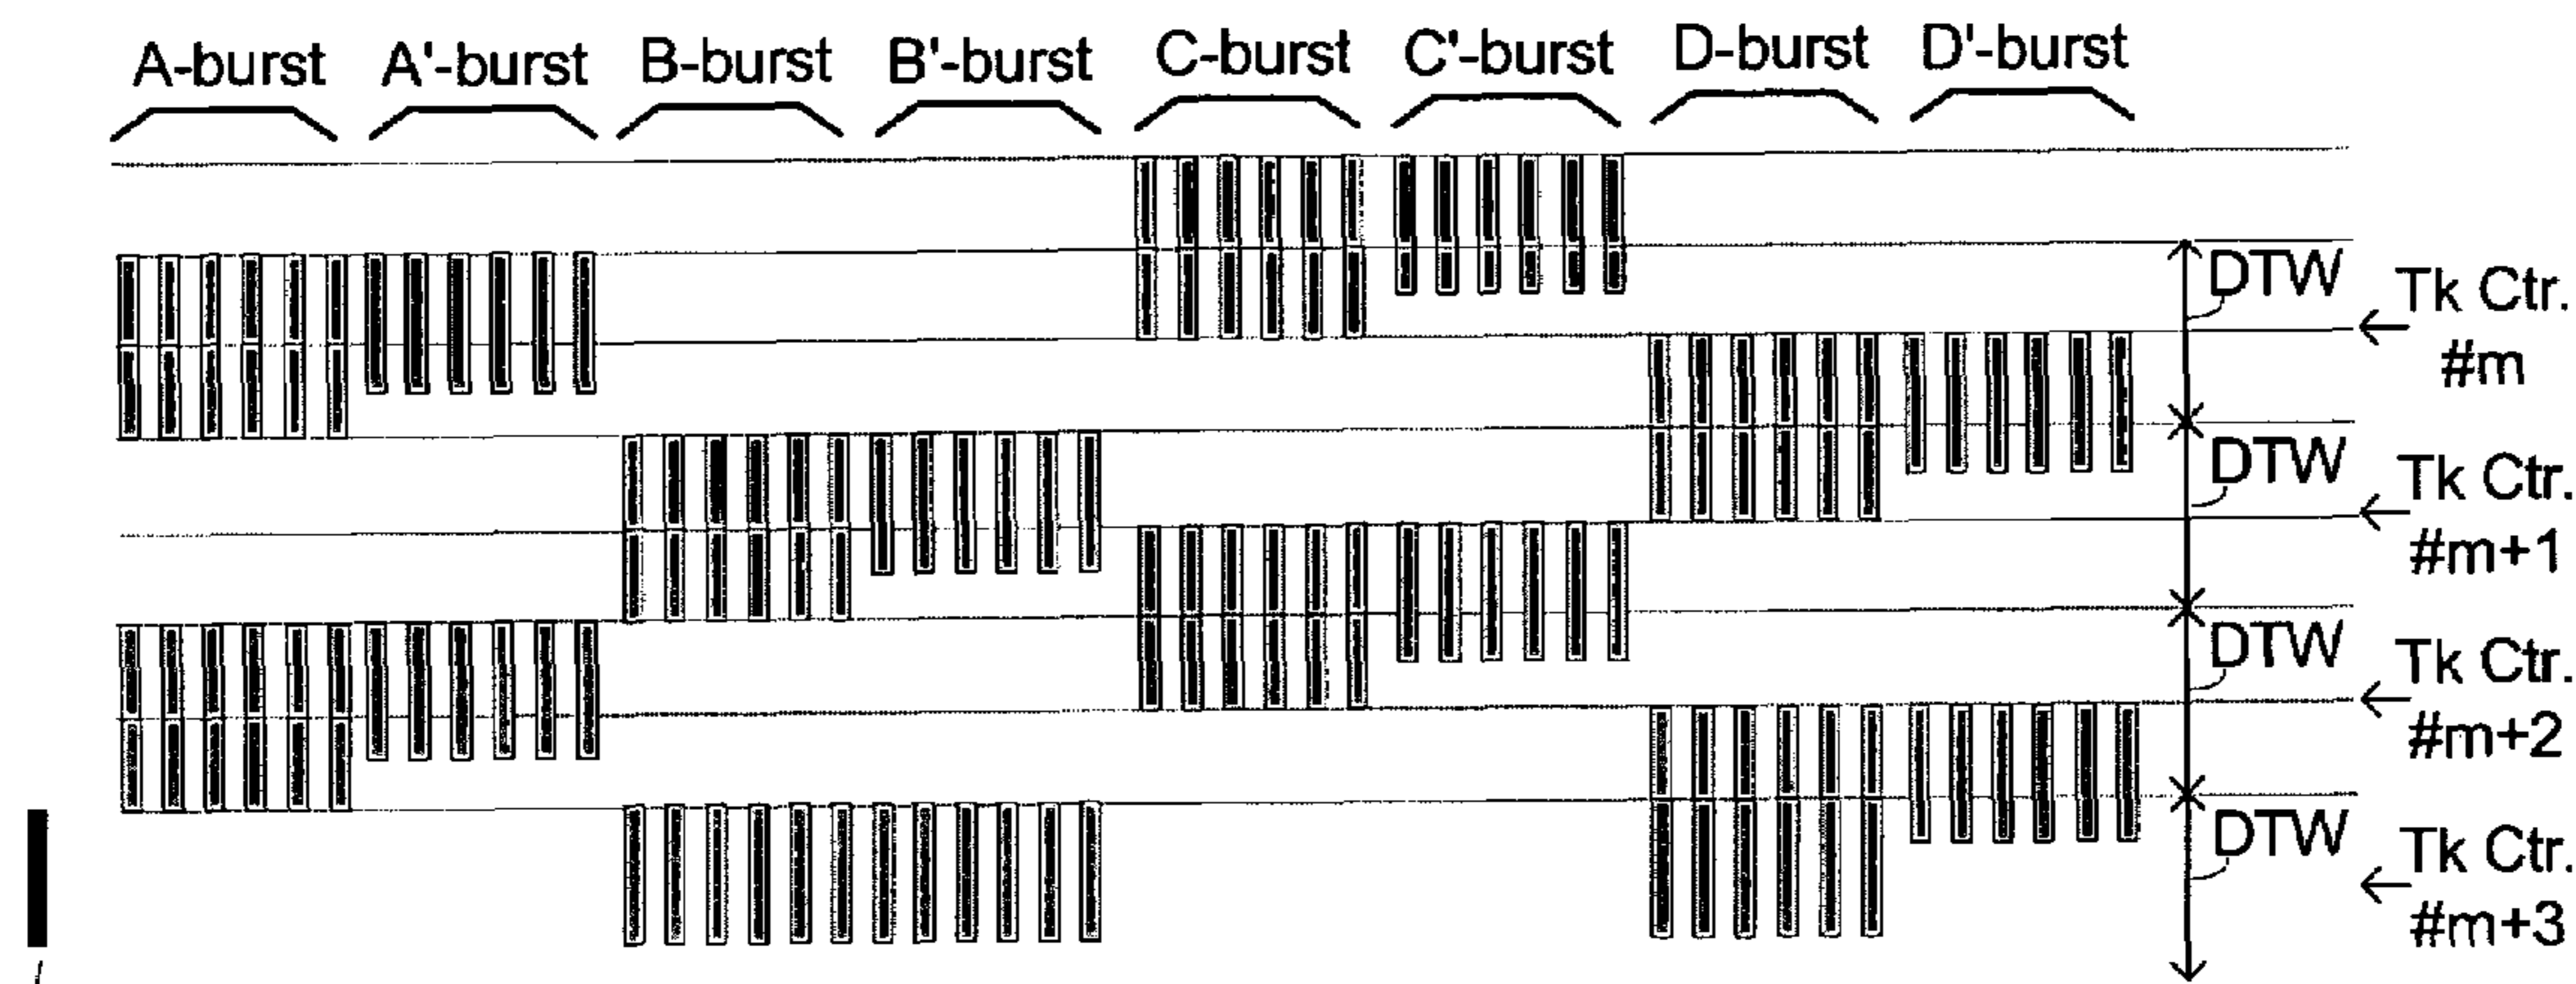 A-burst A'-burst B-burst B'-burst C-burst C'-burst D-burst D'-burst
DTW
Tk Ctr.
#m
DTW
Tk Ctr.
#m+1
DTW
Tk Ctr.
#m+2
DTW
Tk Ctr.
#m+3